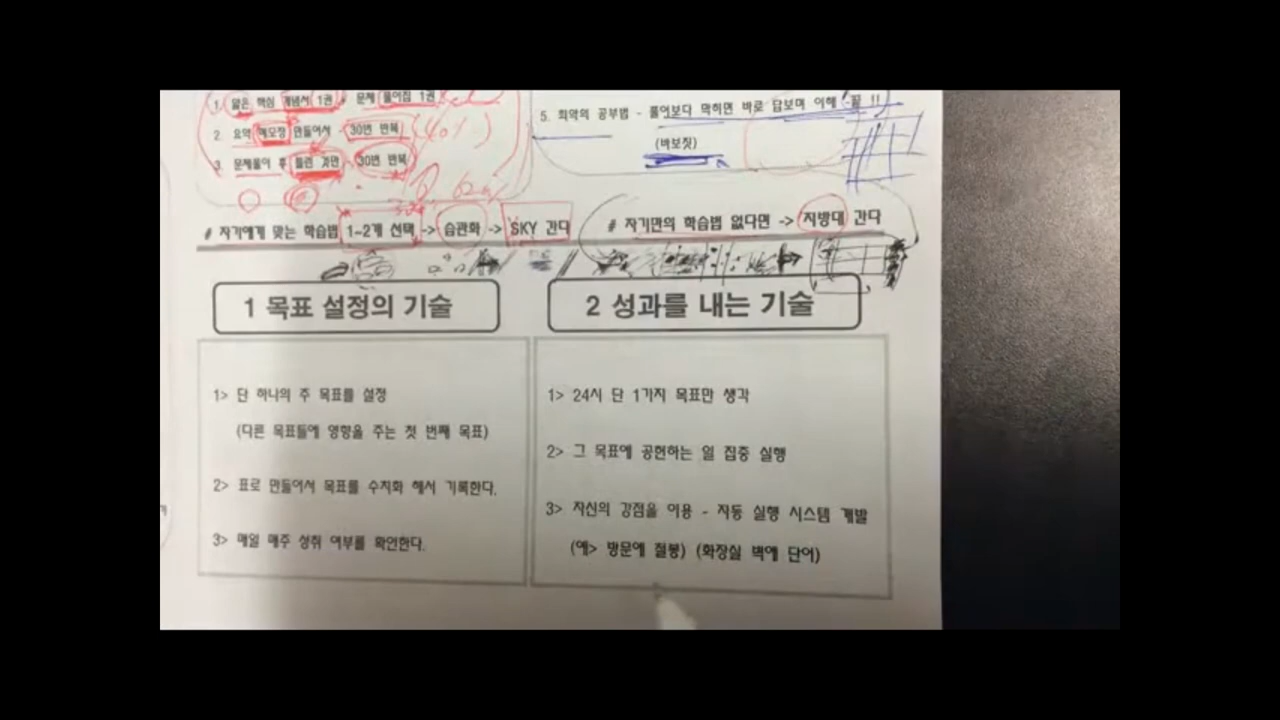 1. 얇은 핵심 개념서 1권 + 문제 풀이집 1권
2. 요약 메모장 만들어서 - 30번 반복 (40%)
3. 문제풀이 후 틀린 것만 - 30번 반복
5. 최악의 공부법 - 풀어보다 막히면 바로 답보며 이해 -끝 !!
(바보짓)
# 자기에게 맞는 학습법 1~2개 선택 -> 습관화 -> SKY 간다
# 자기만의 학습법 없다면 -> 지방대 간다
1 목표 설정의 기술
1> 단 하나의 주 목표를 설정
(다른 목표들에 영향을 주는 첫 번째 목표)
2> 표로 만들어서 목표를 수치화 해서 기록한다.
3> 매일 매주 성취 여부를 확인한다.
2 성과를 내는 기술
1> 24시 단 1가지 목표만 생각
2> 그 목표에 공헌하는 일 집중 실행
3> 자신의 강점을 이용 - 자동 실행 시스템 개발
(예> 방문에 철봉) (화장실 벽에 단어)